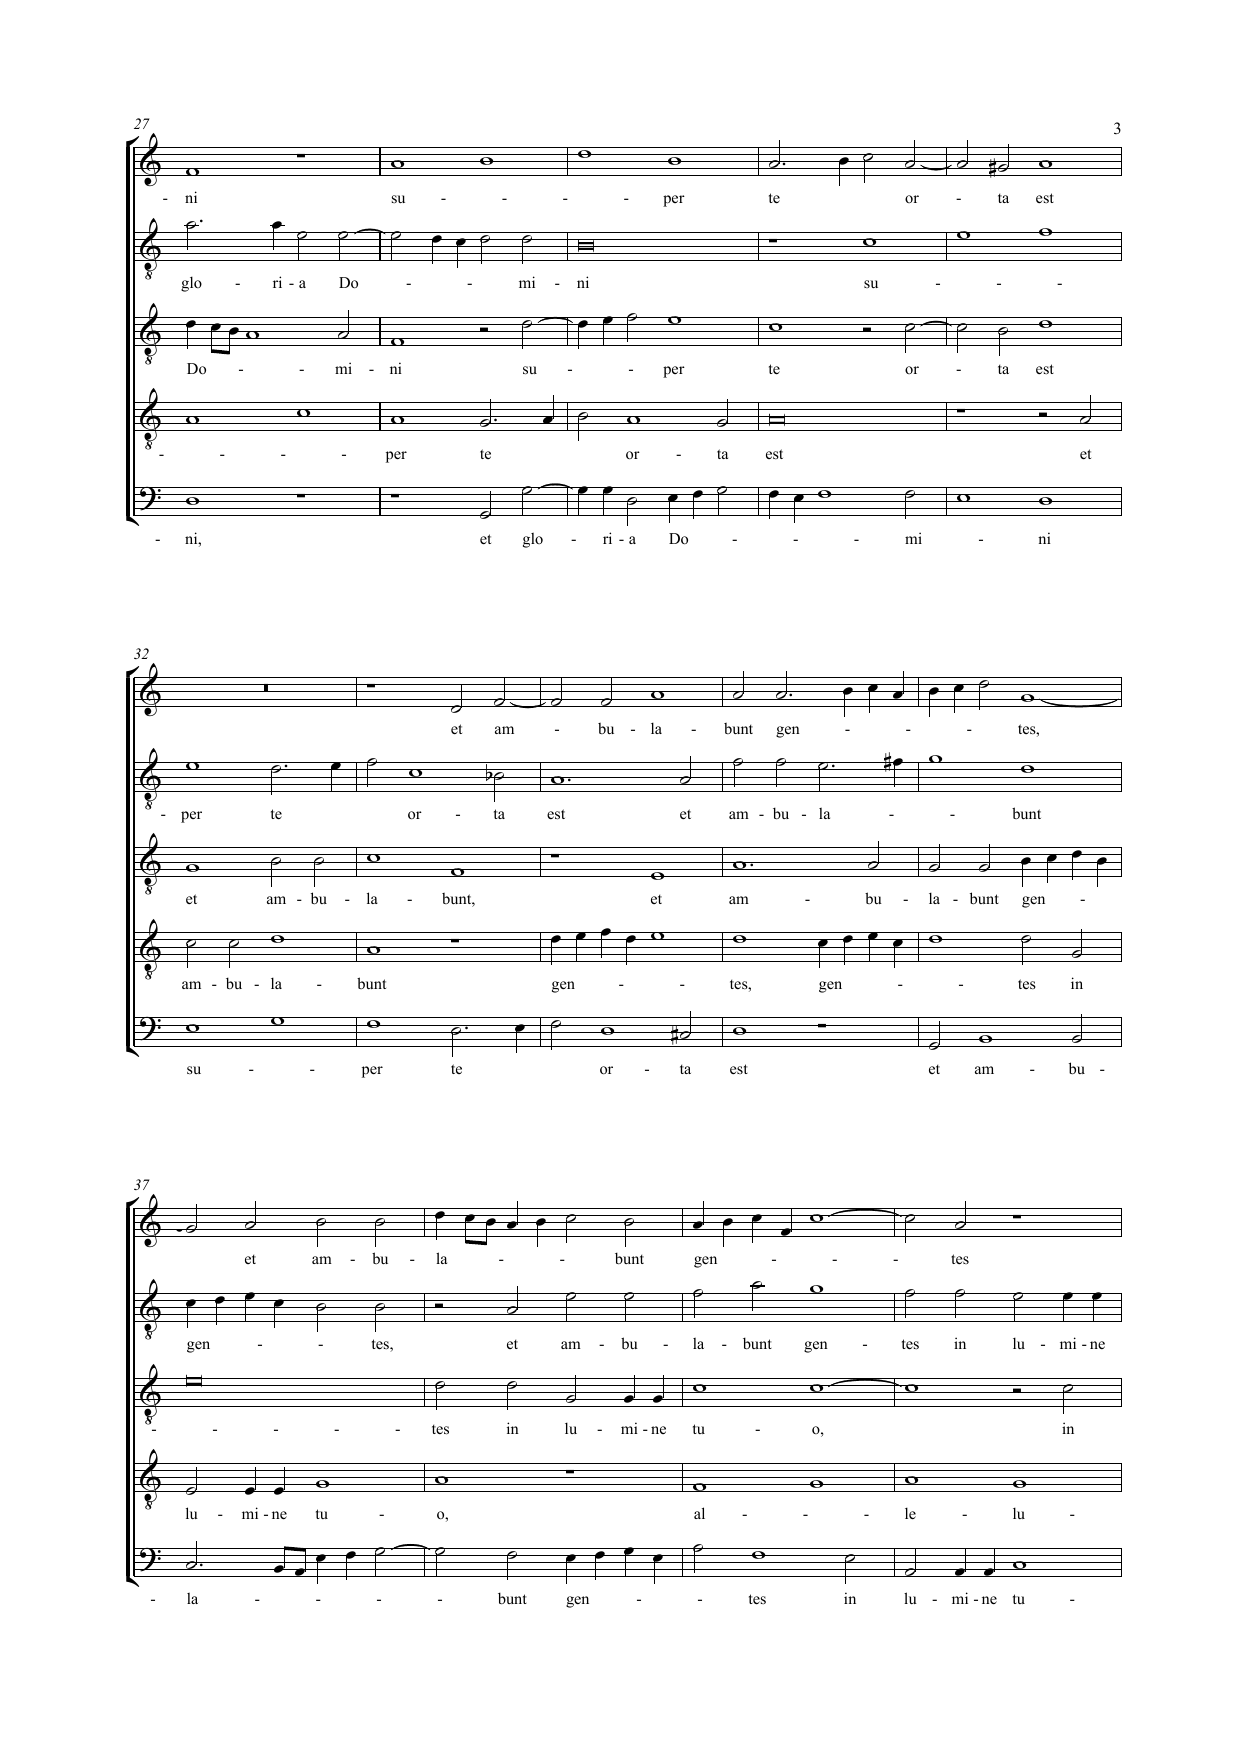 27
3
- ni su - - - - per te or - ta est
glo - ri - a Do - - mi - ni su - - -
Do - - mi - ni su - - per te or - ta est
- - - - per te or - ta est et
- ni, et glo - ri - a Do - - - mi - ni
32
et am - bu - la - bunt gen - - - tes,
- per te or - ta est et am - bu - la - - bunt
et am - bu - la - bunt, et am - bu - la - bunt gen -  -
am - bu - la - bunt gen - - tes, gen - - - tes in
su - - per te or - ta est et am - bu -
37
et am - bu - la - - - bunt gen - - - tes
gen - - - tes, et am - bu - la - bunt gen - tes in lu - mi - ne
- - - - - tes in lu - mi - ne tu - o, in
lu - mi - ne tu - o, al - - - le - lu -
- la - - - - - bunt gen - - tes in lu - mi - ne tu -